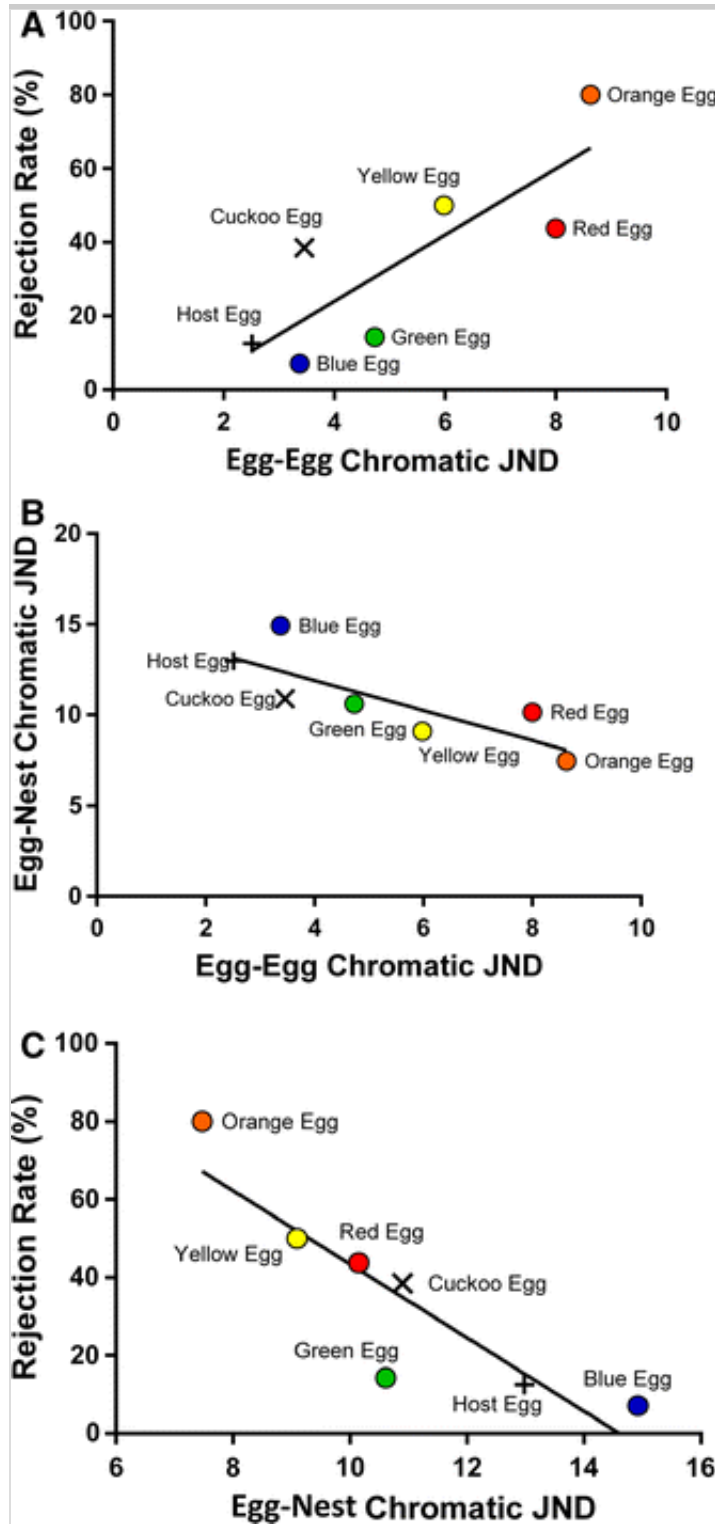 A
100
80
60
40
20
0
Rejection Rate (%)
Orange Egg
Yellow Egg
Cuckoo Egg
Red Egg
Host Egg
Green Egg
Blue Egg
0 2 4 6 8 10
Egg-Egg Chromatic JND
B
20
15
10
5
0
Egg-Nest Chromatic JND
Blue Egg
Host Egg
Cuckoo Egg
Red Egg
Green Egg
Yellow Egg
Orange Egg
0 2 4 6 8 10
Egg-Egg Chromatic JND
C
100
80
60
40
20
0
Rejection Rate (%)
Orange Egg
Red Egg
Yellow Egg
Cuckoo Egg
Green Egg
Blue Egg
Host Egg
6 8 10 12 14 16
Egg-Nest Chromatic JND